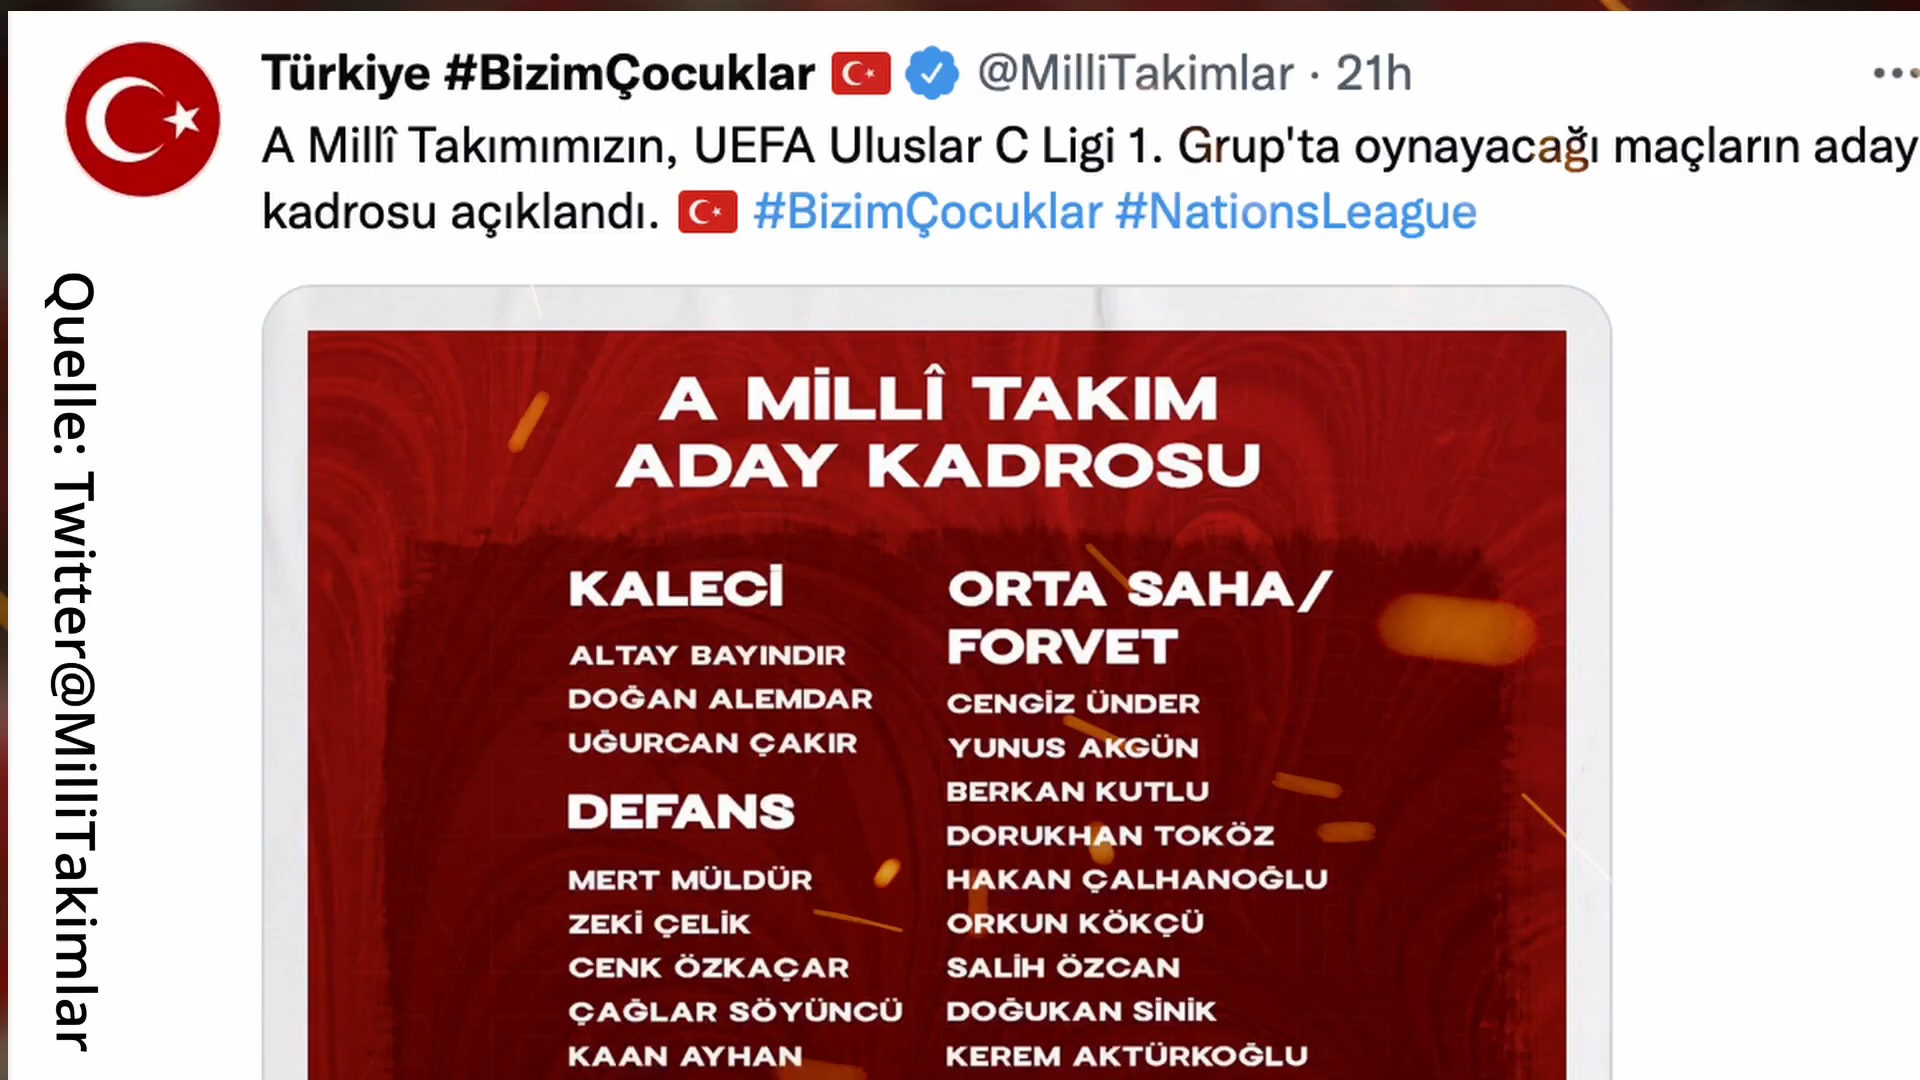 Türkiye #BizimÇocuklar @MilliTakimlar · 21h
A Millî Takımımızın, UEFA Uluslar C Ligi 1. Grup'ta oynayacağı maçların aday
kadrosu açıklandı. #BizimÇocuklar #NationsLeague
Quelle: Twitter@MilliTakimlar
A MİLLÎ TAKIM
ADAY KADROSU
KALECİ
ALTAY BAYINDIR
DOĞAN ALEMDAR
UĞURCAN ÇAKIR
DEFANS
MERT MÜLDÜR
ZEKİ ÇELİK
CENK ÖZKAÇAR
ÇAĞLAR SÖYÜNCÜ
KAAN AYHAN
ORTA SAHA/
FORVET
CENGİZ ÜNDER
YUNUS AKGÜN
BERKAN KUTLU
DORUKHAN TOKÖZ
HAKAN ÇALHANOĞLU
ORKUN KÖKÇÜ
SALİH ÖZCAN
DOĞUKAN SİNİK
KEREM AKTÜRKOĞLU